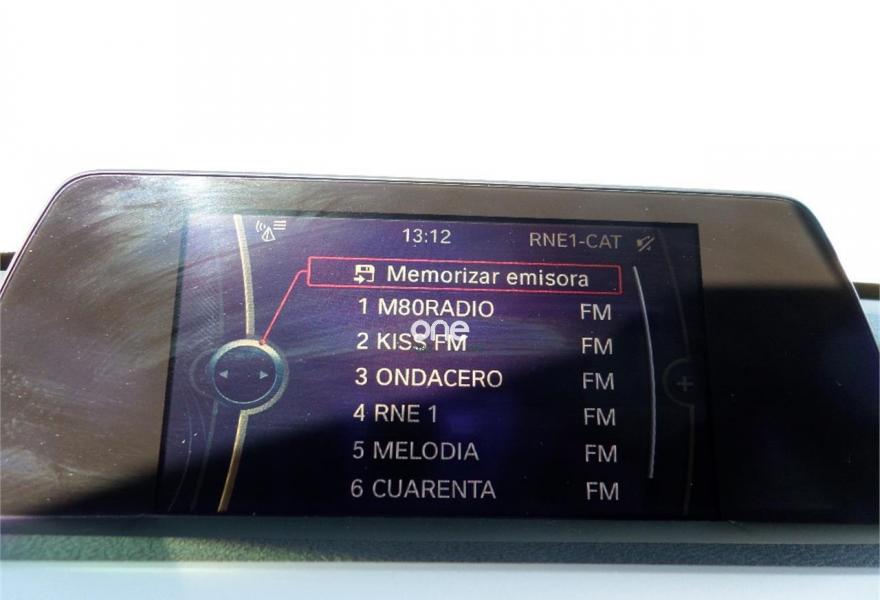 13:12 RNE1-CAT
Memorizar emisora
1 M80RADIO FM
one
2 KISS FM FM
3 ONDACERO FM
4 RNE 1 FM
5 MELODIA FM
6 CUARENTA FM